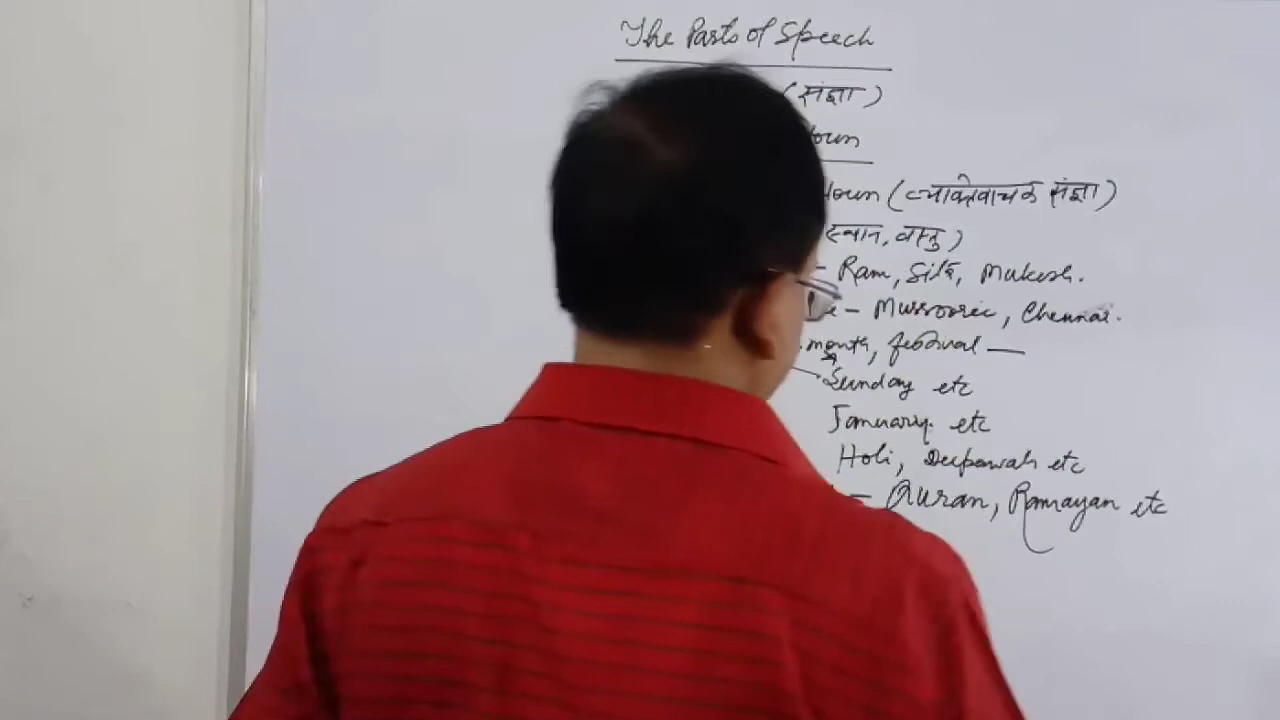 The Parts of Speech
(संज्ञा)
Noun
Noun (व्यक्तिवाचक संज्ञा)
स्थान, वस्तु)
- Ram, Sita, Mukesh.
- Mussoorie, Chennai.
month, festival —
Sunday etc
January. etc
Holi, Deepawali etc
- Quran, Ramayan etc